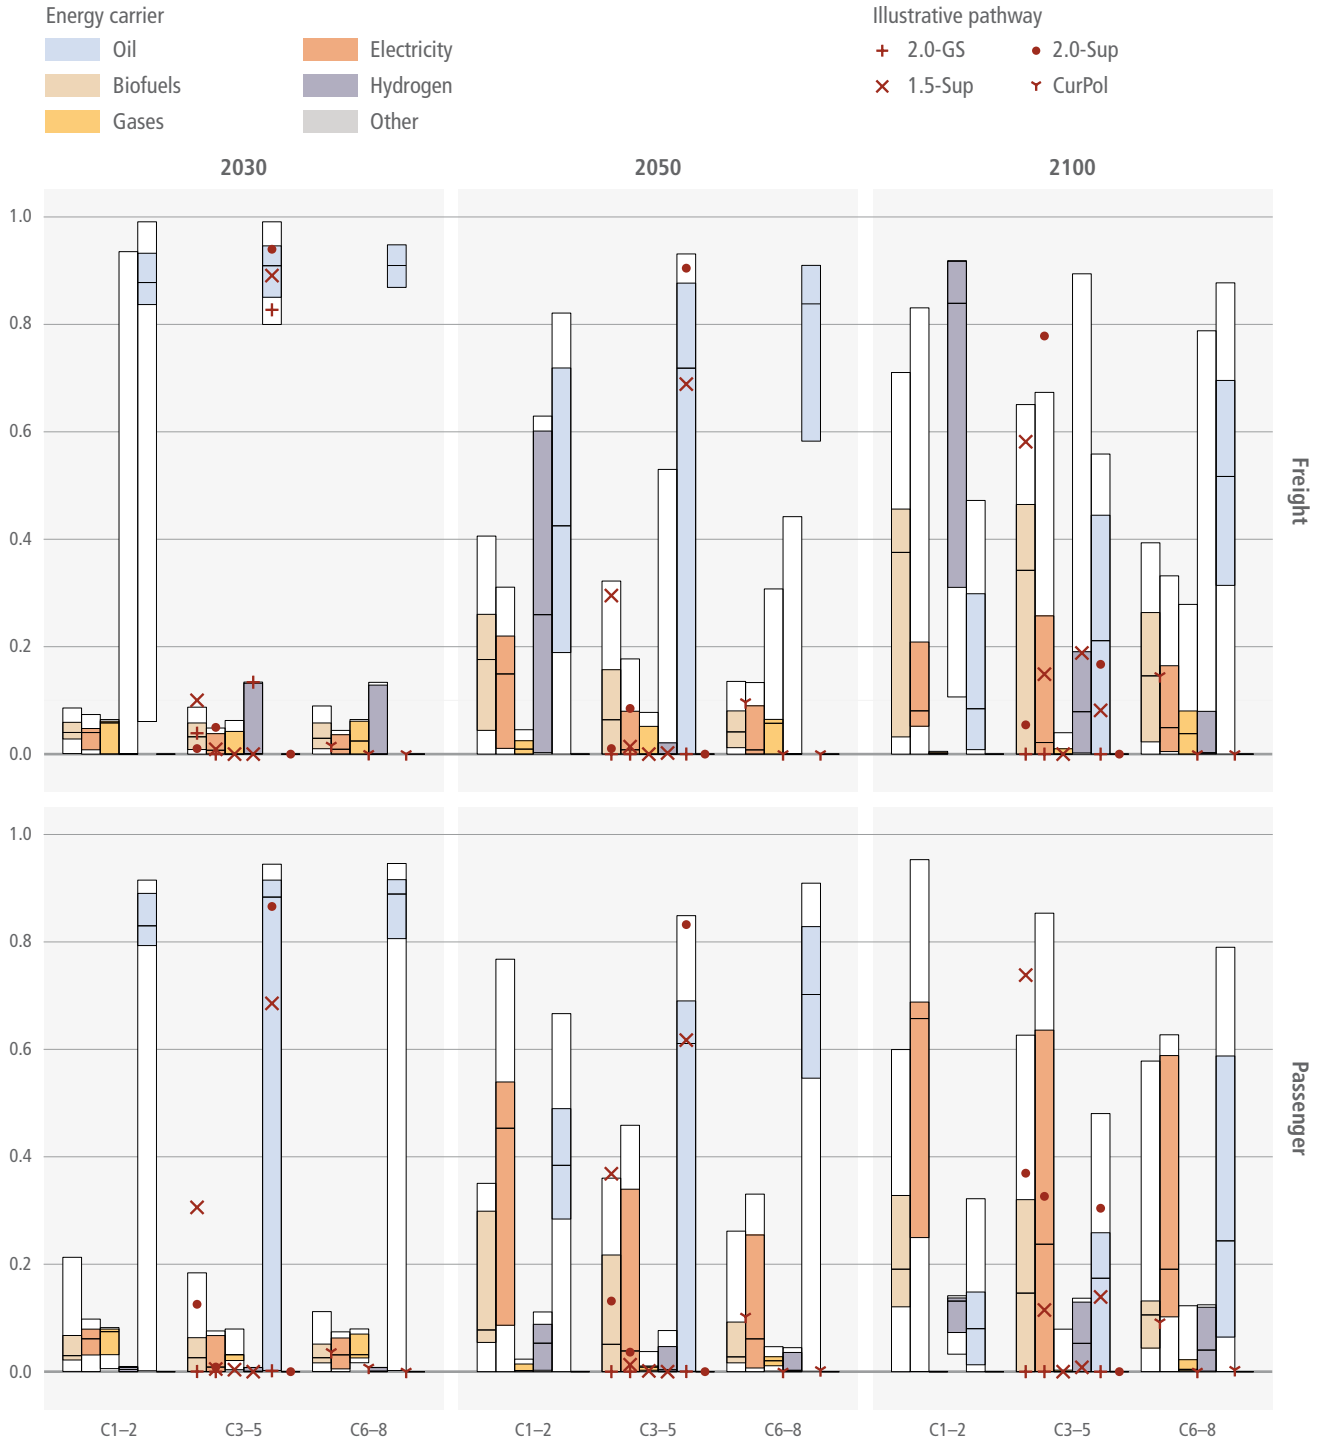 Energy carrier
Illustrative pathway
Oil
Electricity
2.0-GS
2.0-Sup
Biofuels
Hydrogen
1.5-Sup
CurPol
Gases
Other
2030
2050
2100
1.0
0.8
0.6
0.4
0.2
0.0
Freight
1.0
0.8
0.6
0.4
0.2
0.0
Passenger
C1–2
C3–5
C6–8
C1–2
C3–5
C6–8
C1–2
C3–5
C6–8